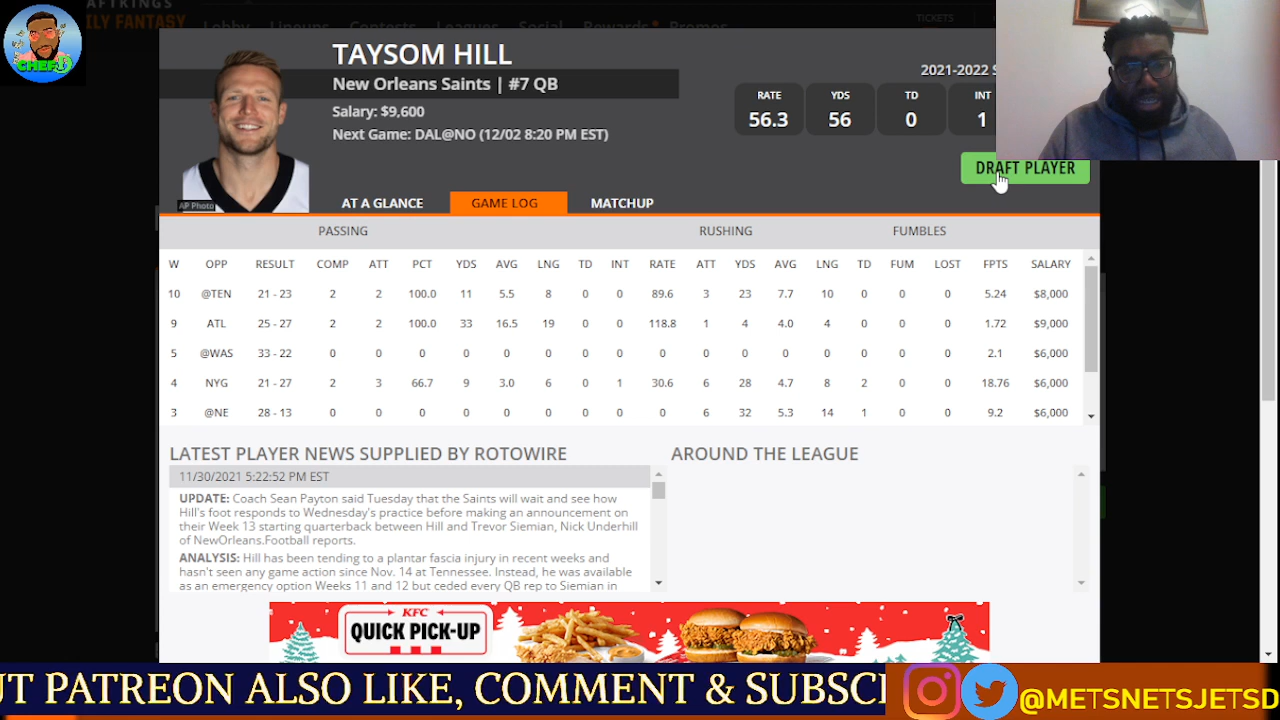 AFTKINGS
ILY FANTASY
Lobby Lineups Contests Leagues Social Rewards Promos
TICKETS
CHEF
TAYSOM HILL
New Orleans Saints | #7 QB
Salary: $9,600
Next Game: DAL@NO (12/02 8:20 PM EST)
2021-2022 S
RATE YDS TD INT
56.3 56 0 1
DRAFT PLAYER
AP Photo
AT A GLANCE GAME LOG MATCHUP
PASSING RUSHING FUMBLES
W OPP RESULT COMP ATT PCT YDS AVG LNG TD INT RATE ATT YDS AVG LNG TD FUM LOST FPTS SALARY
10 @TEN 21 - 23 2 2 100.0 11 5.5 8 0 0 89.6 3 23 7.7 10 0 0 0 5.24 $8,000
9 ATL 25 - 27 2 2 100.0 33 16.5 19 0 0 118.8 1 4 4.0 4 0 0 0 1.72 $9,000
5 @WAS 33 - 22 0 0 0 0 0 0 0 0 0 0 0 0 0 0 0 0 2.1 $6,000
4 NYG 21 - 27 2 3 66.7 9 3.0 6 0 1 30.6 6 28 4.7 8 2 0 0 18.76 $6,000
3 @NE 28 - 13 0 0 0 0 0 0 0 0 0 6 32 5.3 14 1 0 0 9.2 $6,000
LATEST PLAYER NEWS SUPPLIED BY ROTOWIRE
AROUND THE LEAGUE
11/30/2021 5:22:52 PM EST
UPDATE: Coach Sean Payton said Tuesday that the Saints will wait and see how
Hill's foot responds to Wednesday's practice before making an announcement on
their Week 13 starting quarterback between Hill and Trevor Siemian, Nick Underhill
of NewOrleans.Football reports.
ANALYSIS: Hill has been tending to a plantar fascia injury in recent weeks and
hasn't seen any game action since Nov. 14 at Tennessee. Instead, he was available
as an emergency option Weeks 11 and 12 but ceded every QB rep to Siemian in
KFC
QUICK PICK-UP
UT PATREON ALSO LIKE, COMMENT & SUBSCI
@METSNETSJETSD